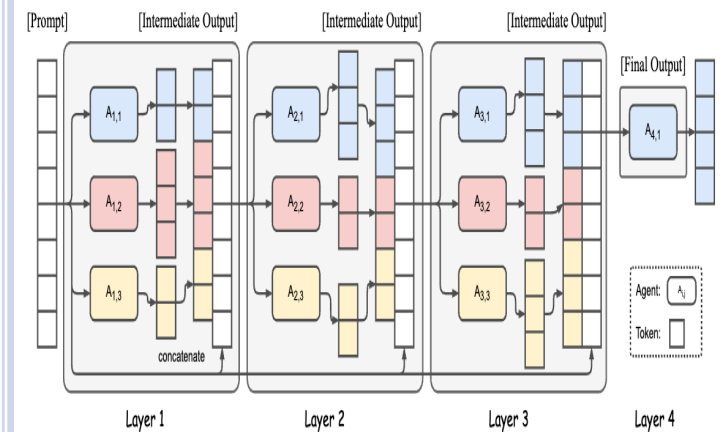 [Prompt]
[Intermediate Output]
[Intermediate Output]
[Intermediate Output]
[Final Output]
A1,1
A2,1
A3,1
A4,1
A1,2
A2,2
A3,2
A1,3
A2,3
A3,3
Agent:
Ai,j
Token:
concatenate
Layer 1
Layer 2
Layer 3
Layer 4